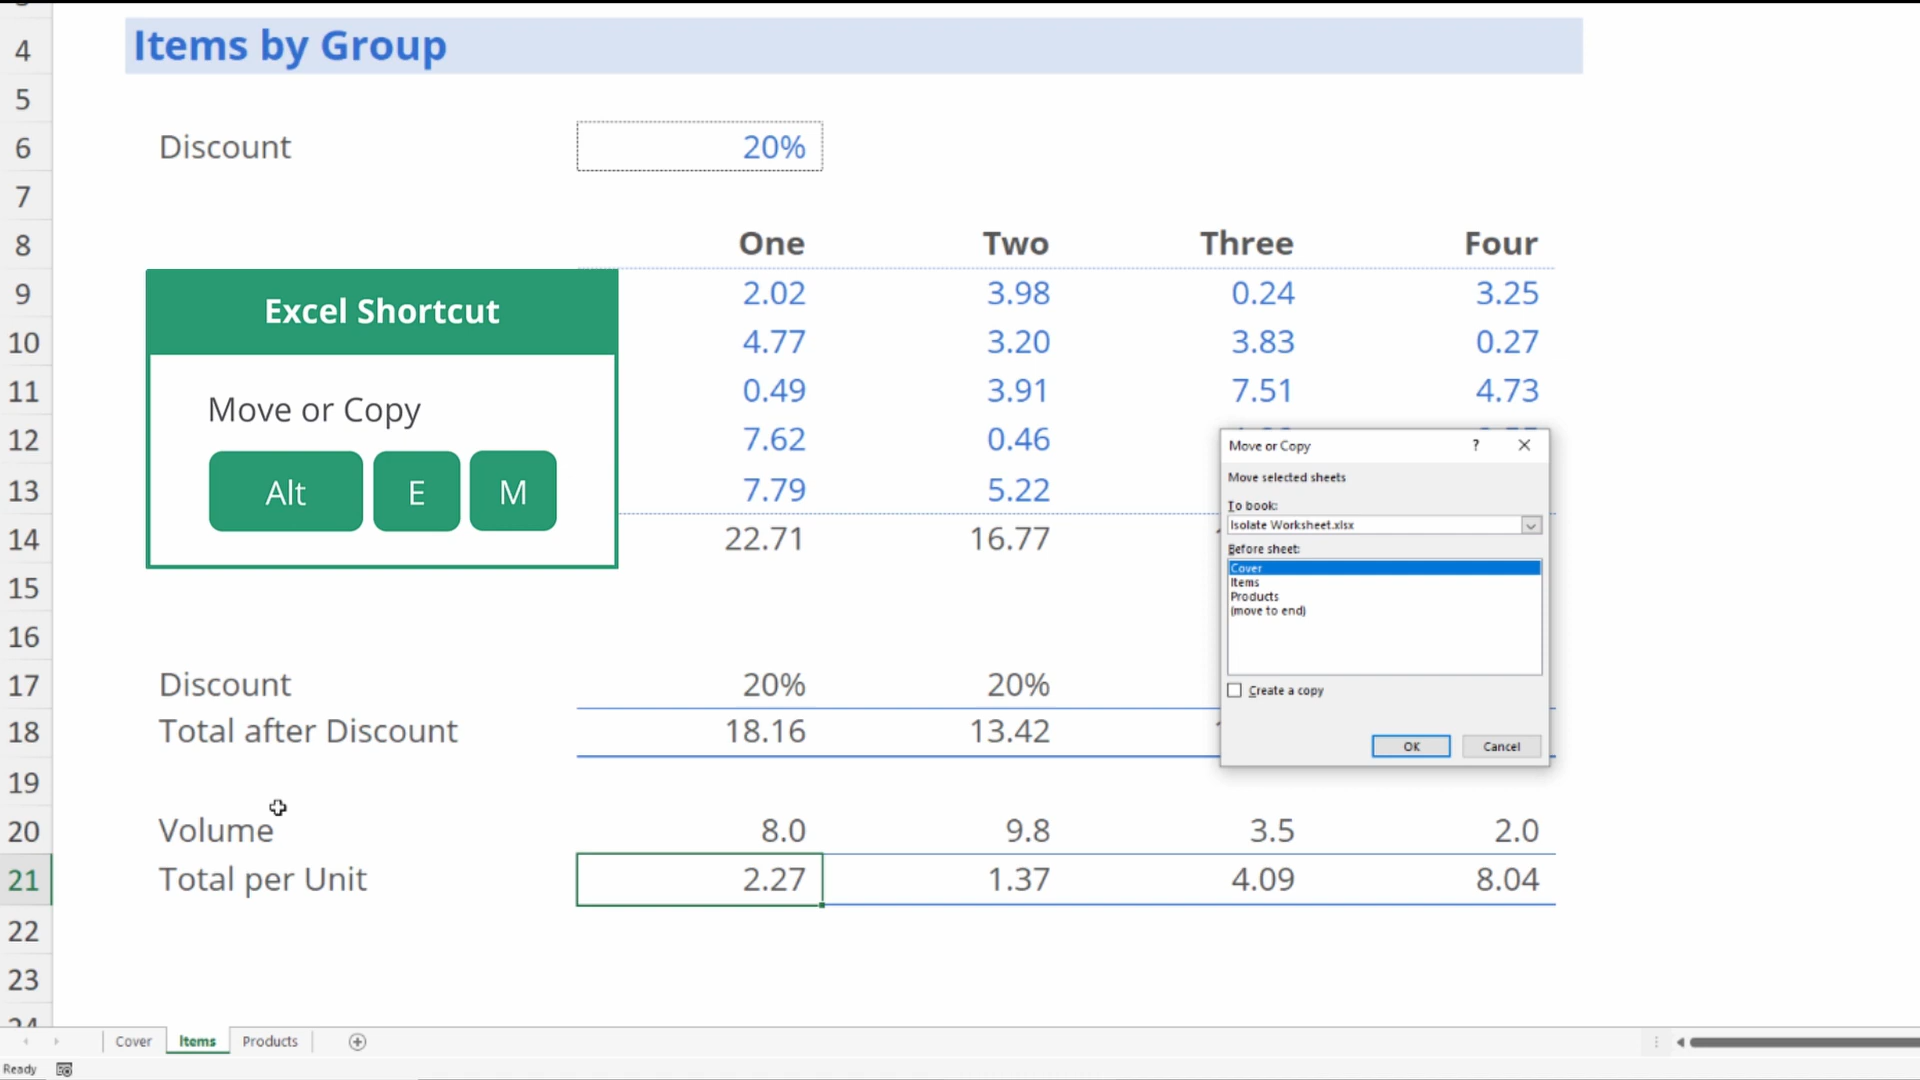 4 Items by Group
5
6 Discount 20%
7
8 One Two Three Four
9 2.02 3.98 0.24 3.25
10 4.77 3.20 3.83 0.27
11 0.49 3.91 7.51 4.73
12 7.62 0.46
13 7.79 5.22
14 22.71 16.77
15
16
17 Discount 20% 20%
18 Total after Discount 18.16 13.42
19
20 Volume 8.0 9.8 3.5 2.0
21 Total per Unit 2.27 1.37 4.09 8.04
22
23
24
Excel Shortcut
Move or Copy
Alt E M
Move or Copy ? ✕
Move selected sheets
To book:
Isolate Worksheet.xlsx
Before sheet:
Cover
Items
Products
(move to end)
Create a copy
OK Cancel
Cover Items Products
Ready